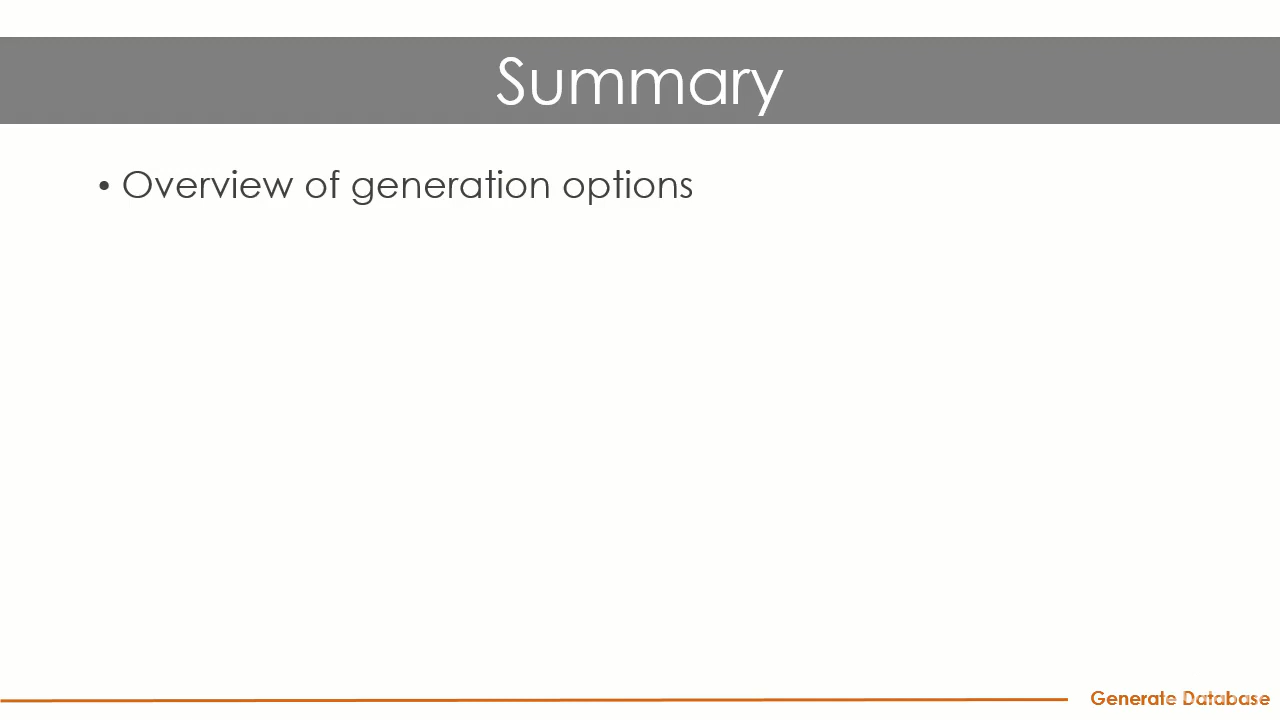 Summary
• Overview of generation options
Generate Database